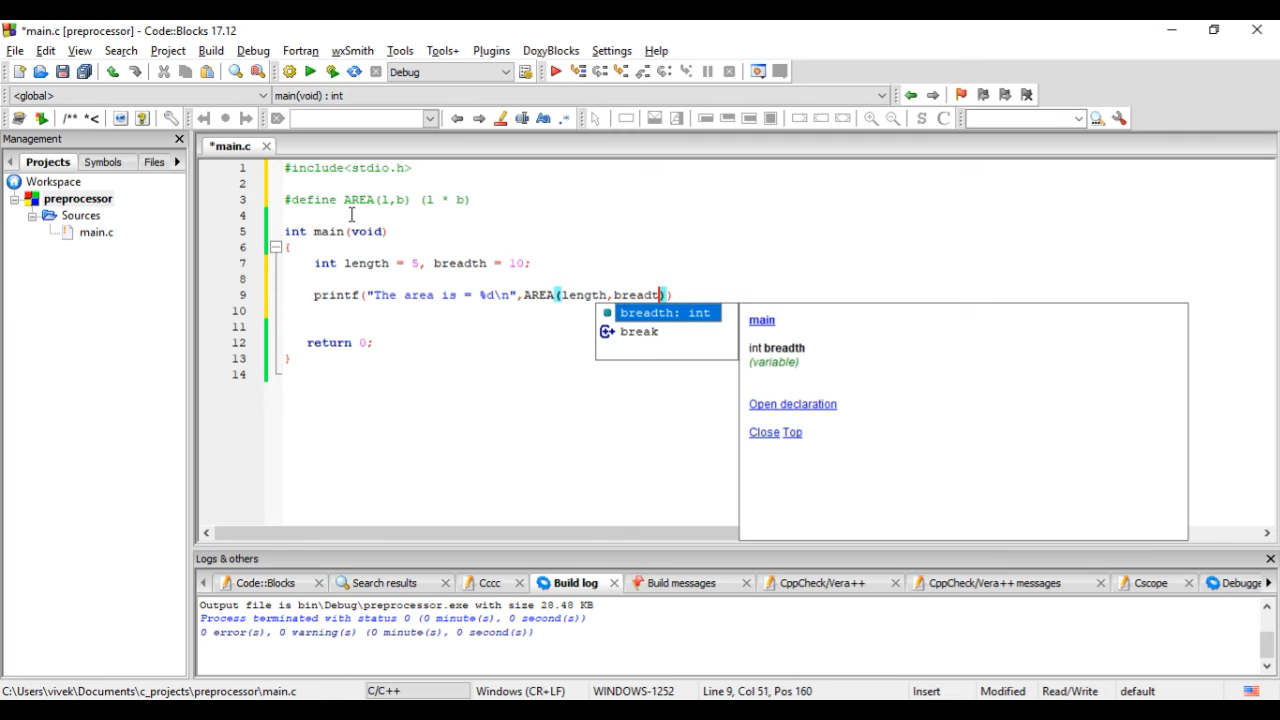 *main.c [preprocessor] - Code::Blocks 17.12
File Edit View Search Project Build Debug Fortran wxSmith Tools Tools+ Plugins DoxyBlocks Settings Help
Debug
<global> main(void) : int
/** *< S C
Management
Projects Symbols Files
Workspace
preprocessor
Sources
main.c
*main.c
1 #include<stdio.h>
2
3 #define AREA(l,b) (l * b)
4
5 int main(void)
6 {
7 int length = 5, breadth = 10;
8
9 printf("The area is = %d\n",AREA(length,breadt))
10
11
12 return 0;
13 }
14
breadth: int
break
main
int breadth
(variable)
Open declaration
Close Top
Logs & others
Code::Blocks Search results Cccc Build log Build messages CppCheck/Vera++ CppCheck/Vera++ messages Cscope Debugge
Output file is bin\Debug\preprocessor.exe with size 28.48 KB
Process terminated with status 0 (0 minute(s), 0 second(s))
0 error(s), 0 warning(s) (0 minute(s), 0 second(s))
C:\Users\vivek\Documents\c_projects\preprocessor\main.c C/C++ Windows (CR+LF) WINDOWS-1252 Line 9, Col 51, Pos 160 Insert Modified Read/Write default